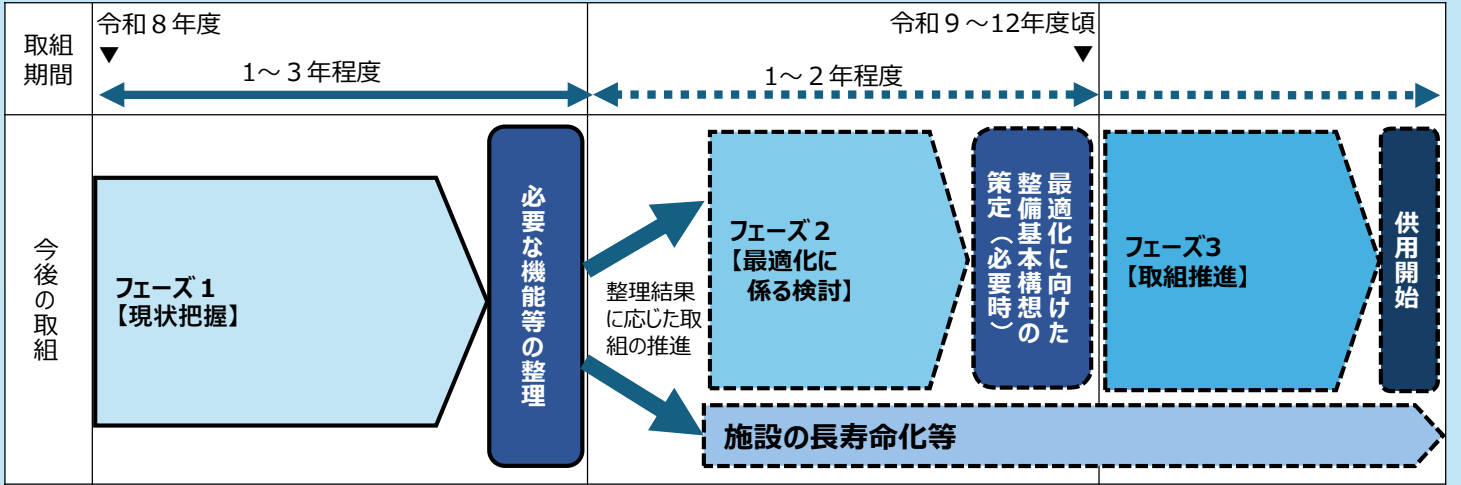 取組
期間
令和８年度
▼
1～３年程度
令和９～12年度頃
▼
1～２年程度
今後の取組
フェーズ１
【現状把握】
必要な機能等の整理
整理結果
に応じた取
組の推進
フェーズ２
【最適化に
係る検討】
最適化に向けた
整備基本構想の
策定（必要時）
フェーズ3
【取組推進】
供用開始
施設の長寿命化等